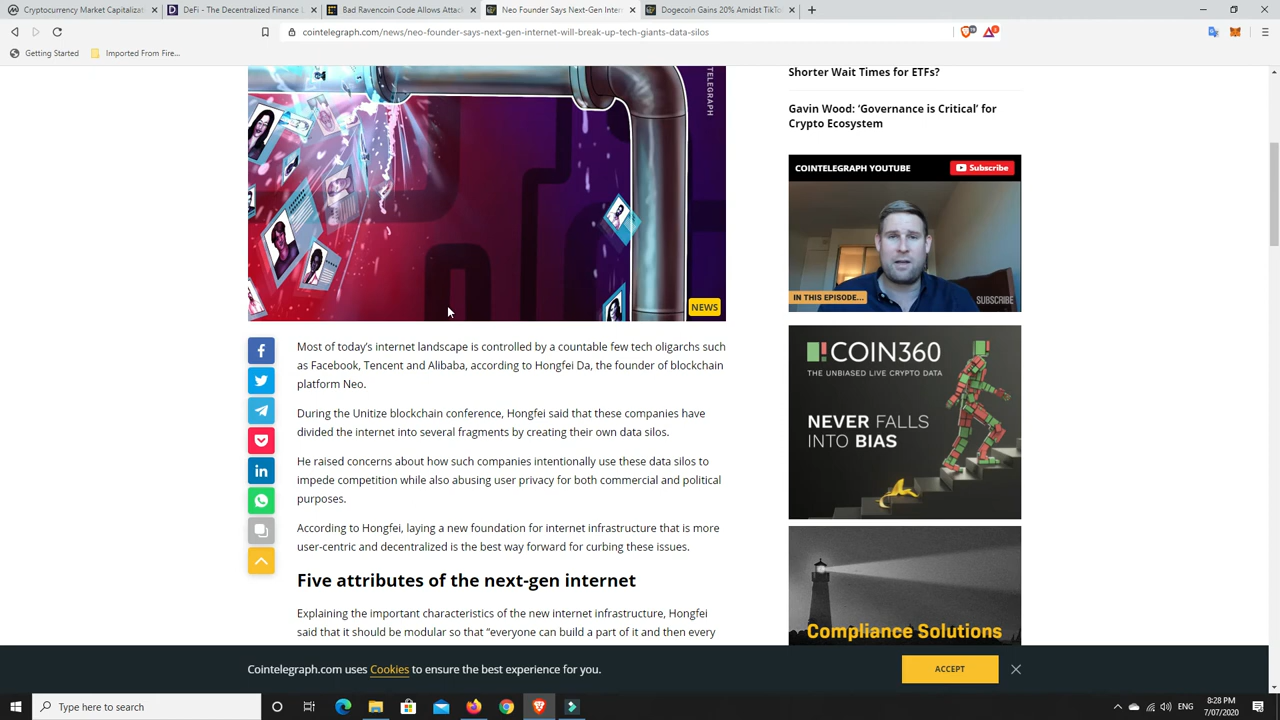 Cryptocurrency Market Capitalizat
DeFi - The Decentralized Finance L
Bad Ravencoin Code Allows Attack
Neo Founder Says Next-Gen Inter
Dogecoin Gains 20% Amidst TikTo
cointelegraph.com/news/neo-founder-says-next-gen-internet-will-break-up-tech-giants-data-silos
Getting Started
Imported From Fire...
TELEGRAPH
NEWS
Most of today's internet landscape is controlled by a countable few tech oligarchs such
as Facebook, Tencent and Alibaba, according to Hongfei Da, the founder of blockchain
platform Neo.
During the Unitize blockchain conference, Hongfei said that these companies have
divided the internet into several fragments by creating their own data silos.
He raised concerns about how such companies intentionally use these data silos to
impede competition while also abusing user privacy for both commercial and political
purposes.
According to Hongfei, laying a new foundation for internet infrastructure that is more
user-centric and decentralized is the best way forward for curbing these issues.
Five attributes of the next-gen internet
Explaining the important characteristics of the new internet infrastructure, Hongfei
said that it should be modular so that "everyone can build a part of it and then every
Shorter Wait Times for ETFs?
Gavin Wood: 'Governance is Critical' for
Crypto Ecosystem
COINTELEGRAPH YOUTUBE
Subscribe
IN THIS EPISODE...
SUBSCRIBE
COIN360
THE UNBIASED LIVE CRYPTO DATA
NEVER FALLS
INTO BIAS
Compliance Solutions
Cointelegraph.com uses Cookies to ensure the best experience for you.
ACCEPT
Type here to search
ENG
8:28 PM
7/07/2020